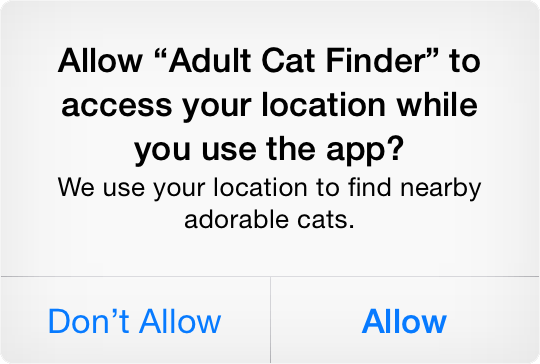 Allow “Adult Cat Finder” to
access your location while
you use the app?
We use your location to find nearby
adorable cats.
Don’t Allow
Allow